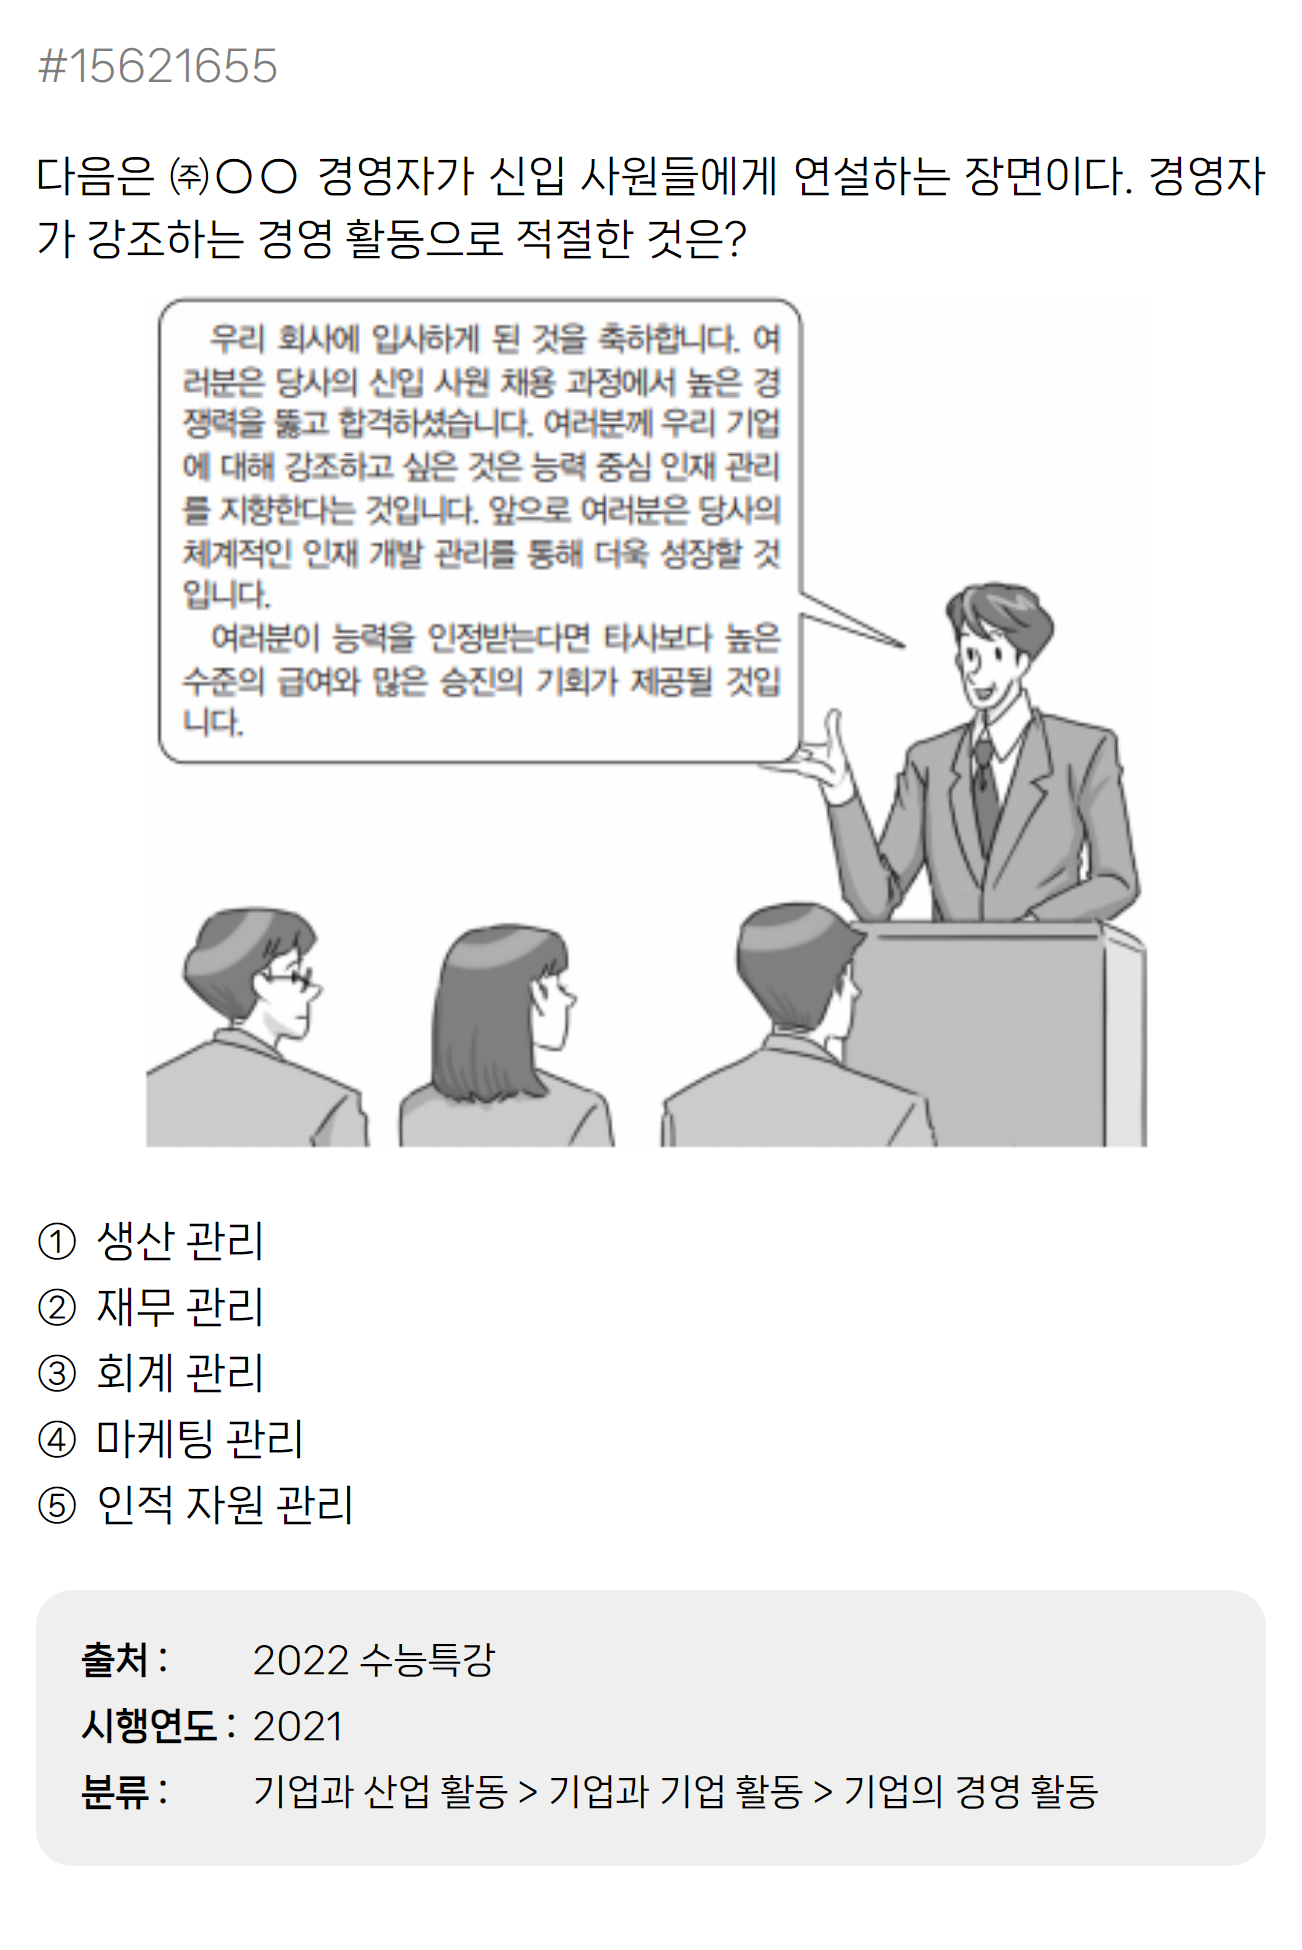 #15621655
다음은 ㈜○○ 경영자가 신입 사원들에게 연설하는 장면이다. 경영자
가 강조하는 경영 활동으로 적절한 것은?
우리 회사에 입사하게 된 것을 축하합니다. 여
러분은 당사의 신입 사원 채용 과정에서 높은 경
쟁력을 뚫고 합격하셨습니다. 여러분께 우리 기업
에 대해 강조하고 싶은 것은 능력 중심 인재 관리
를 지향한다는 것입니다. 앞으로 여러분은 당사의
체계적인 인재 개발 관리를 통해 더욱 성장할 것
입니다.
여러분이 능력을 인정받는다면 타사보다 높은
수준의 급여와 많은 승진의 기회가 제공될 것입
니다.
① 생산 관리
② 재무 관리
③ 회계 관리
④ 마케팅 관리
⑤ 인적 자원 관리
출처 : 2022 수능특강
시행연도 : 2021
분류 : 기업과 산업 활동 > 기업과 기업 활동 > 기업의 경영 활동